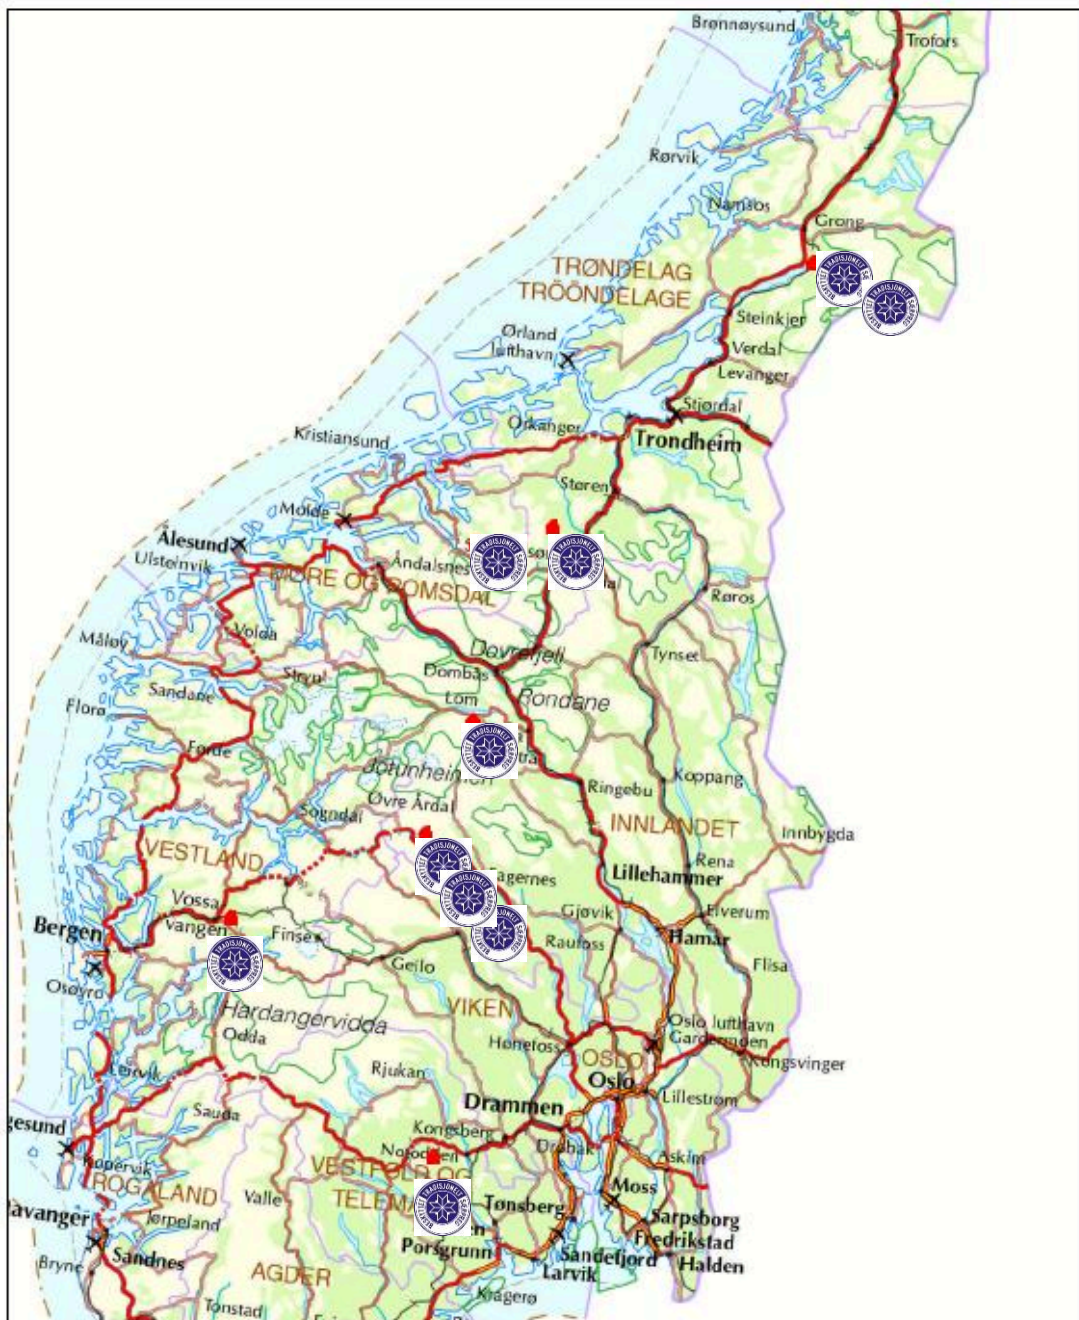 Brønnøysund
Trofors
Rørvik
Namsos
Grong
TRØNDELAG
TRÖÖNDELAGE
Steinkjer
Ørland
lufthavn
Verdal
Levanger
Stjørdal
Orkanger
Kristiansund
Trondheim
Støren
Molde
Ålesund
Ulsteinvik
Åndalsnes
MØRE OG ROMSDAL
Røros
Volda
Måløy
Tynset
Dovrefjell
Dombås
Stryn
Sandane
Lom
Rondane
Florø
Førde
Jotunheimen
Ringebu
Koppang
Øvre Årdal
Sogndal
INNLANDET
Innbygda
VESTLAND
Rena
Lillehammer
agernes
Vossa
vangen
Gjøvik
Elverum
Bergen
Finse
Raufoss
Hamar
Flisa
Geilo
Osøyro
VIKEN
Hardangervidda
Odda
Oslo lufthavn
Gardermoen
Hønefoss
OSLO
Kongsvinger
Leirvik
Rjukan
Oslo
Lillestrøm
Sauda
Drammen
gesund
Kongsberg
Drøbak
Notodden
Askim
Kopervik
VESTFOLD OG
TELEMA
ROGALAND
Valle
Moss
avanger
Jørpeland
Tønsberg
Sarpsborg
en
Fredrikstad
Porsgrunn
Sandnes
Bryne
Sandefjord
Halden
AGDER
Larvik
Kragerø
Tonstad